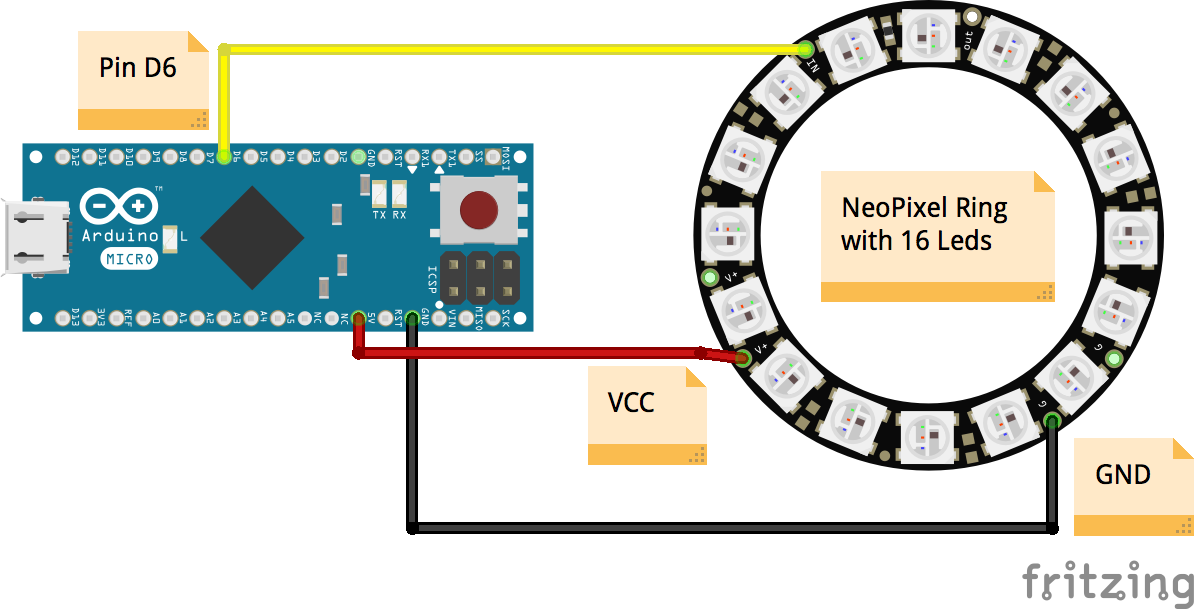 Pin D6
D12 D11 D10 D9 D8 D7 D6 D5 D4 D3 D2 GND RST RX1 TX1 SS MOSI
TM
Arduino
MICRO
L
TX RX
ICSP
D13 3V3 REF A0 A1 A2 A3 A4 A5 NC NC 5V RST GND VIN MISO SCK
IN
out
V+
V+
G
G
NeoPixel Ring
with 16 Leds
VCC
GND
fritzing